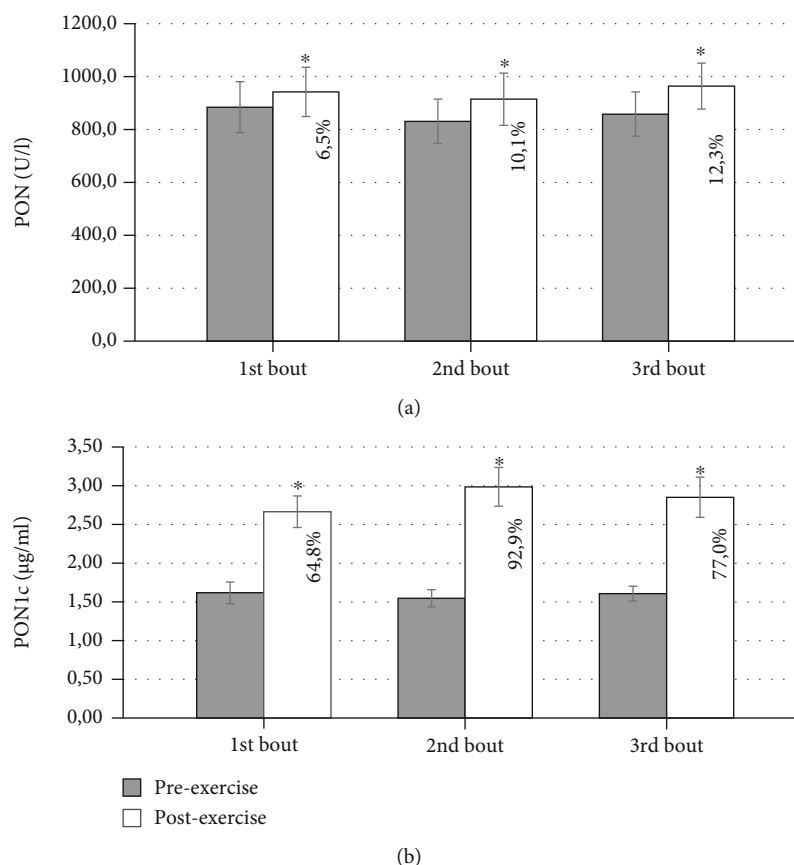 1200,0
1000,0
800,0
600,0
400,0
200,0
0,0
PON (U/l)
* * *
6,5% 10,1% 12,3%
1st bout 2nd bout 3rd bout
(a)
3,50
3,00
2,50
2,00
1,50
1,00
0,50
0,00
PON1c (μg/ml)
* * *
64,8% 92,9% 77,0%
1st bout 2nd bout 3rd bout
Pre-exercise
Post-exercise
(b)